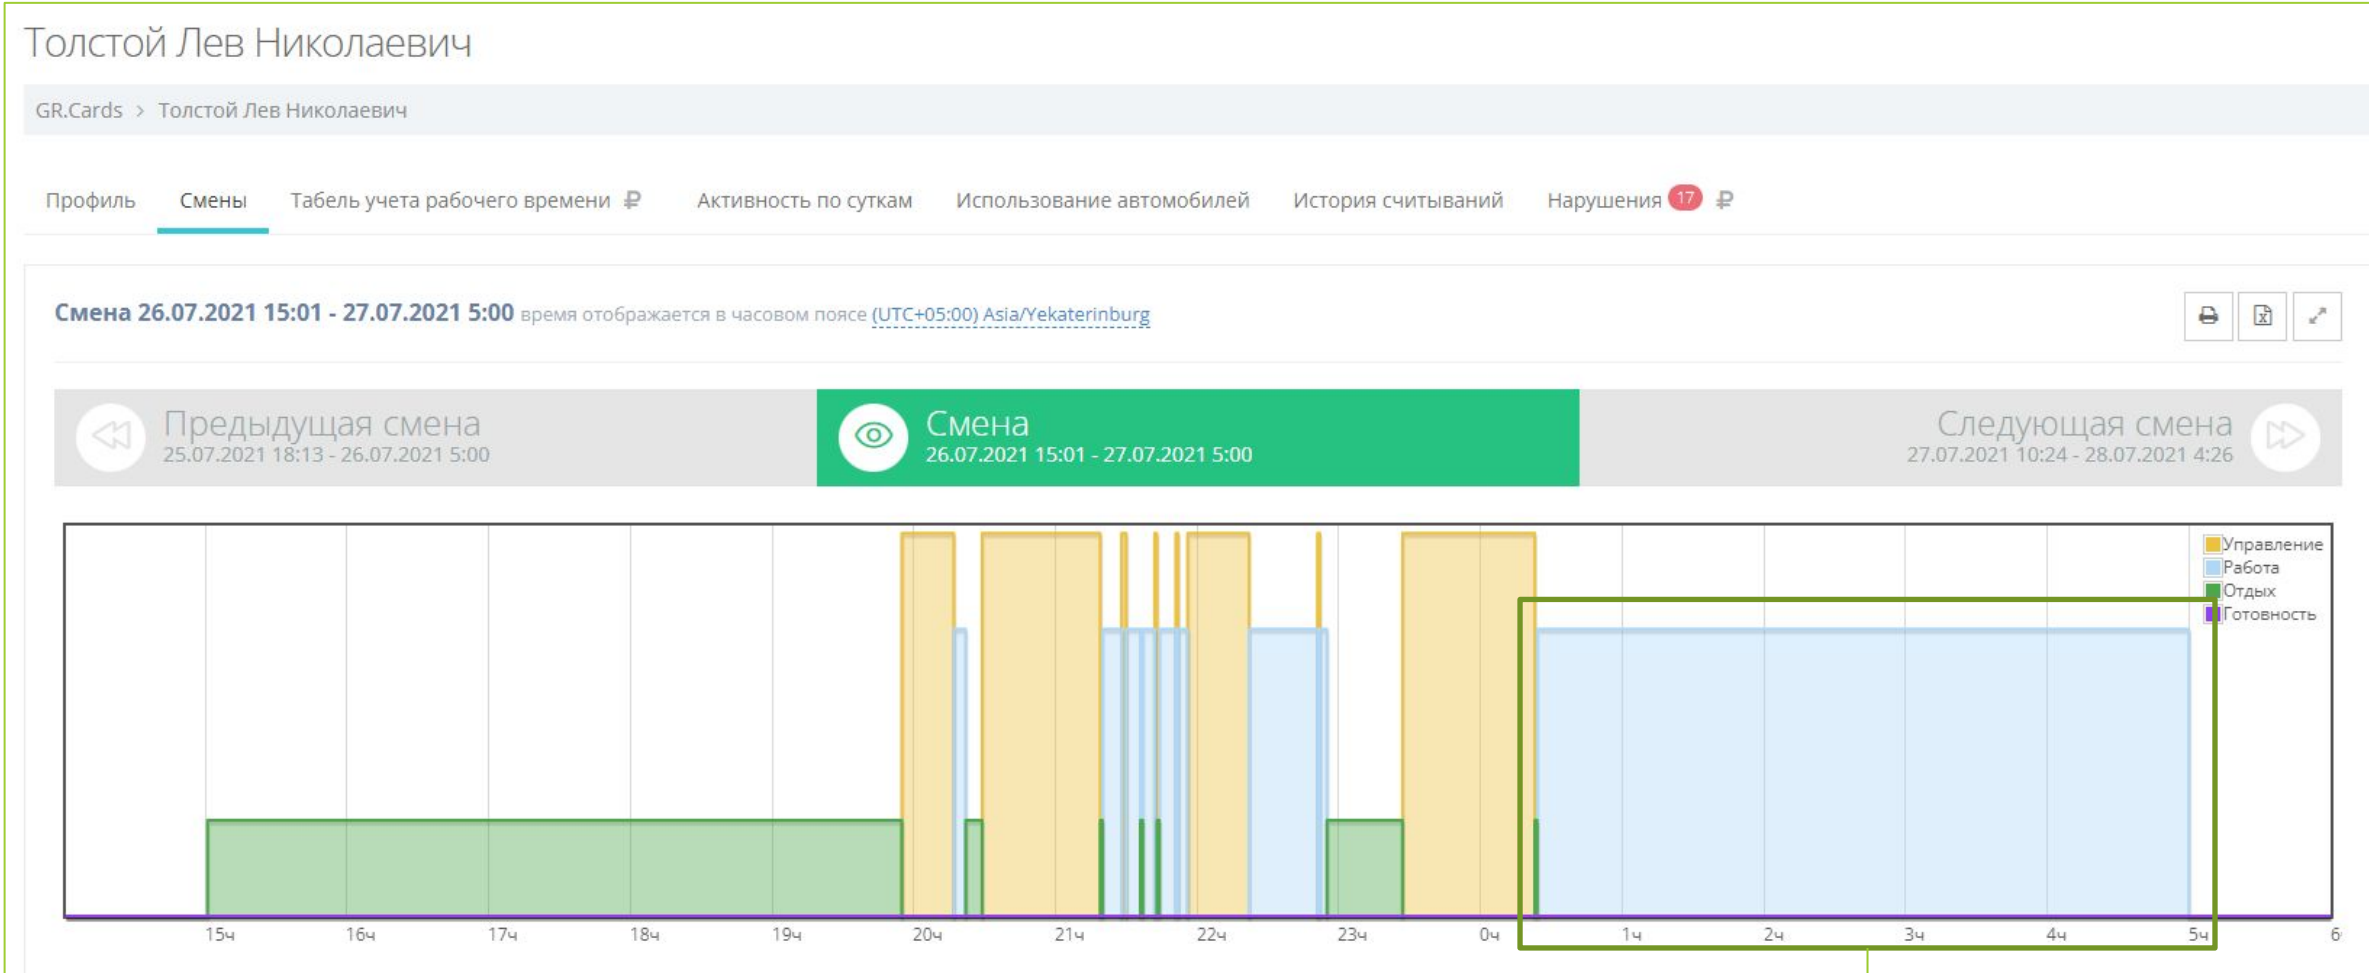 Толстой Лев Николаевич
GR.Cards > Толстой Лев Николаевич
Профиль Смены Табель учета рабочего времени ₽ Активность по суткам Использование автомобилей История считываний Нарушения 17 ₽
Смена 26.07.2021 15:01 - 27.07.2021 5:00 время отображается в часовом поясе (UTC+05:00) Asia/Yekaterinburg
Предыдущая смена
25.07.2021 18:13 - 26.07.2021 5:00
Смена
26.07.2021 15:01 - 27.07.2021 5:00
Следующая смена
27.07.2021 10:24 - 28.07.2021 4:26
Управление
Работа
Отдых
Готовность
15ч 16ч 17ч 18ч 19ч 20ч 21ч 22ч 23ч 0ч 1ч 2ч 3ч 4ч 5ч 6